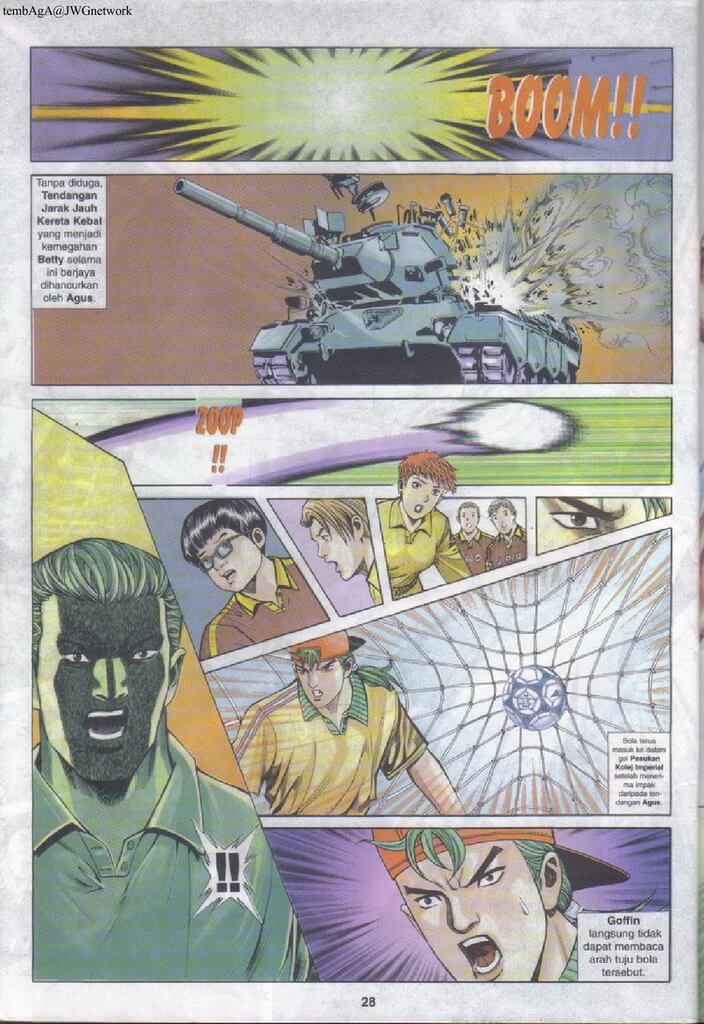 tembAgA@JWGnetwork
BOOM!!
Tanpa diduga,
Tendangan
Jarak Jauh
Kereta Kebal
yang menjadi
kemegahan
Betty selama
ini berjaya
dihancurkan
oleh Agus.
ZOOP
!!
Bola terus
masuk ke dalam
gol Pasukan
Kolej Imperial
setelah meneri-
ma impak
daripada ten-
dangan Agus.
!!
Goffin
langsung tidak
dapat membaca
arah tuju bola
tersebut.
28